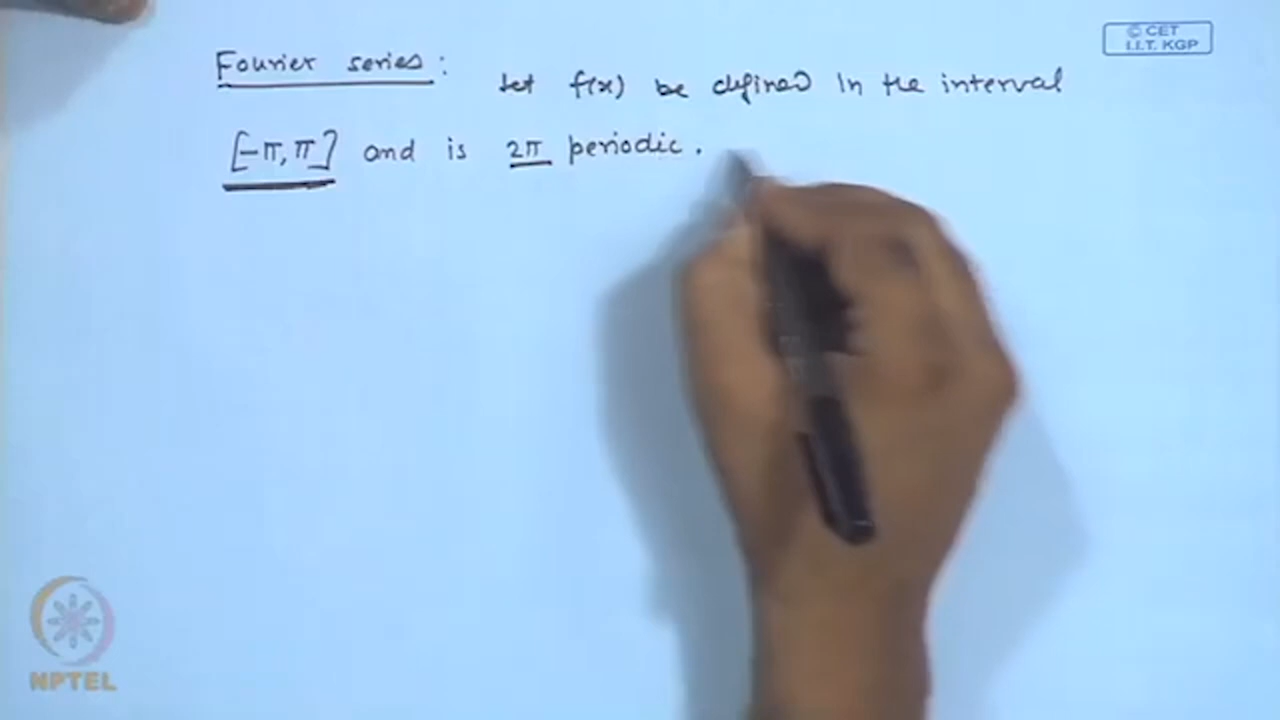 © CET
I.I.T. KGP
Fourier series: Let f(x) be defined in the interval
[-π, π] and is 2π periodic.
NPTEL